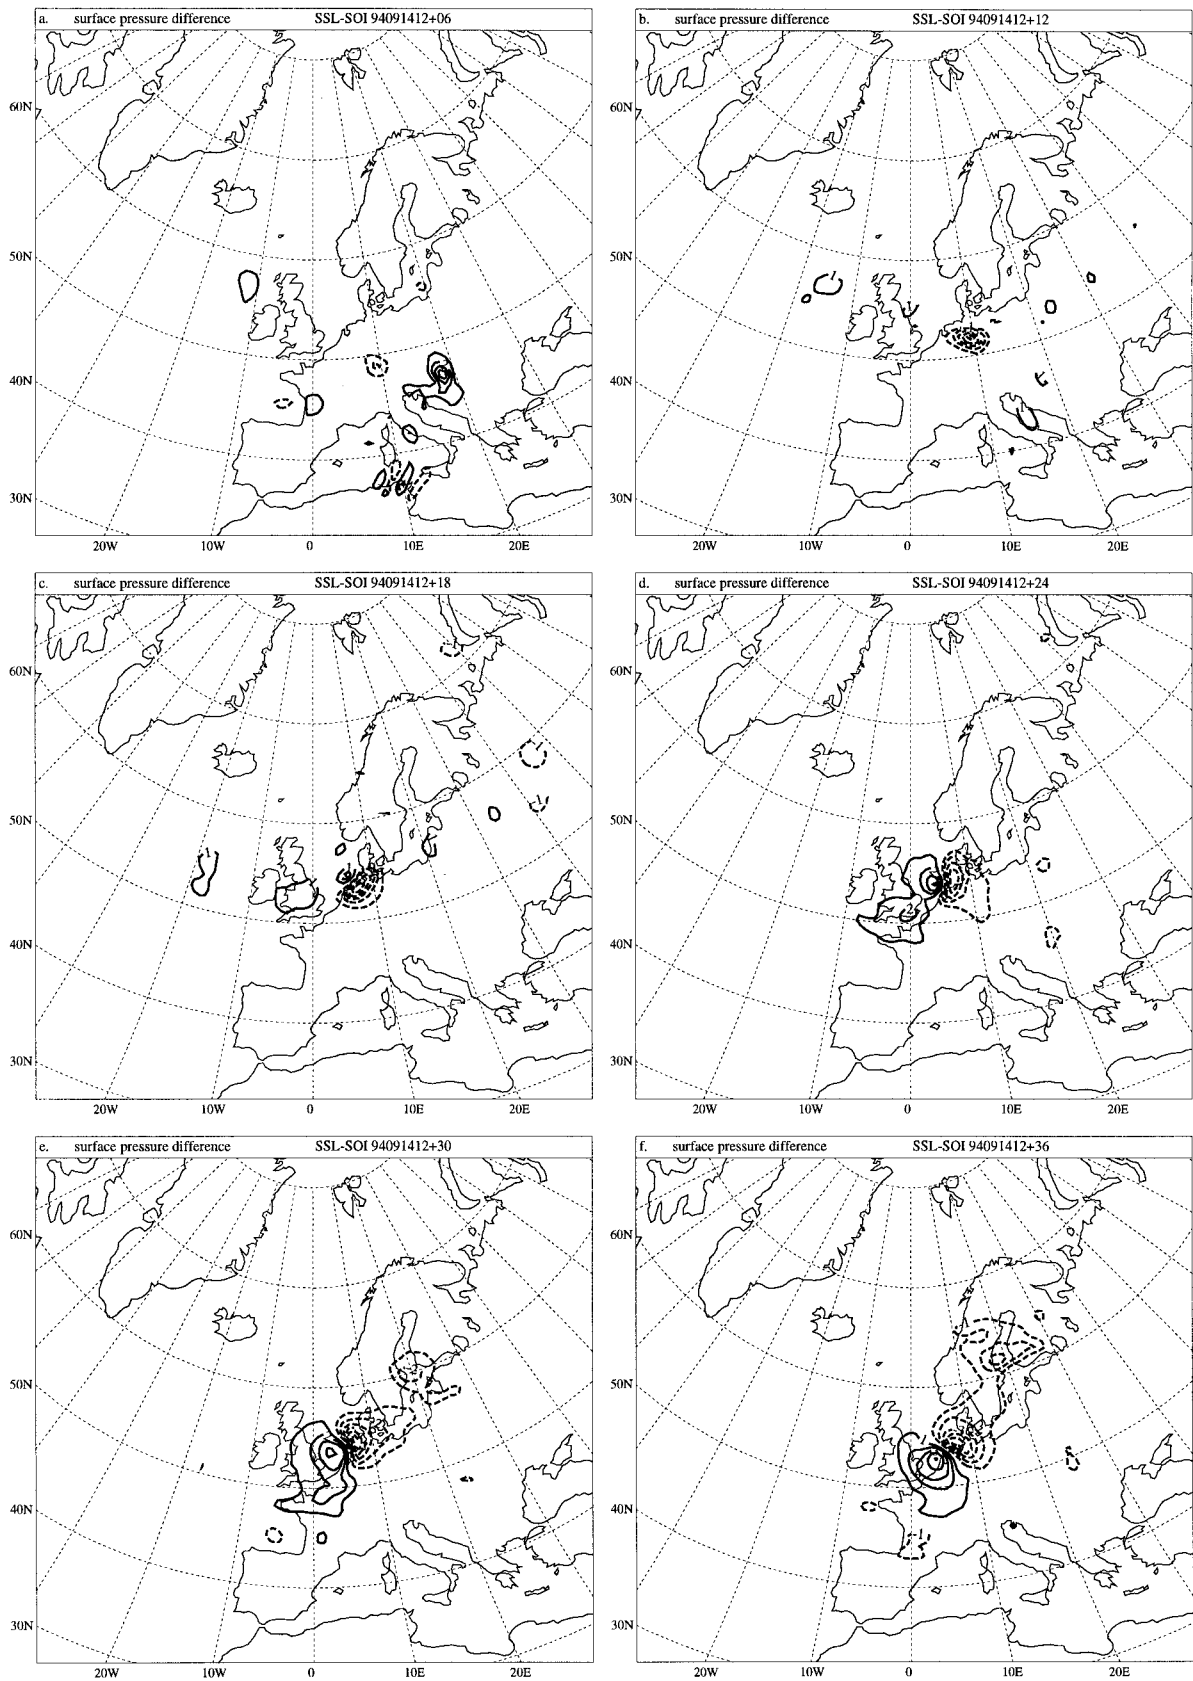 a. surface pressure difference SSL-SOI 94091412+06
60N
50N
40N
30N
20W 10W 0 10E 20E
b. surface pressure difference SSL-SOI 94091412+12
60N
50N
40N
30N
20W 10W 0 10E 20E
c. surface pressure difference SSL-SOI 94091412+18
60N
50N
40N
30N
20W 10W 0 10E 20E
d. surface pressure difference SSL-SOI 94091412+24
60N
50N
40N
30N
20W 10W 0 10E 20E
e. surface pressure difference SSL-SOI 94091412+30
60N
50N
40N
30N
20W 10W 0 10E 20E
f. surface pressure difference SSL-SOI 94091412+36
60N
50N
40N
30N
20W 10W 0 10E 20E